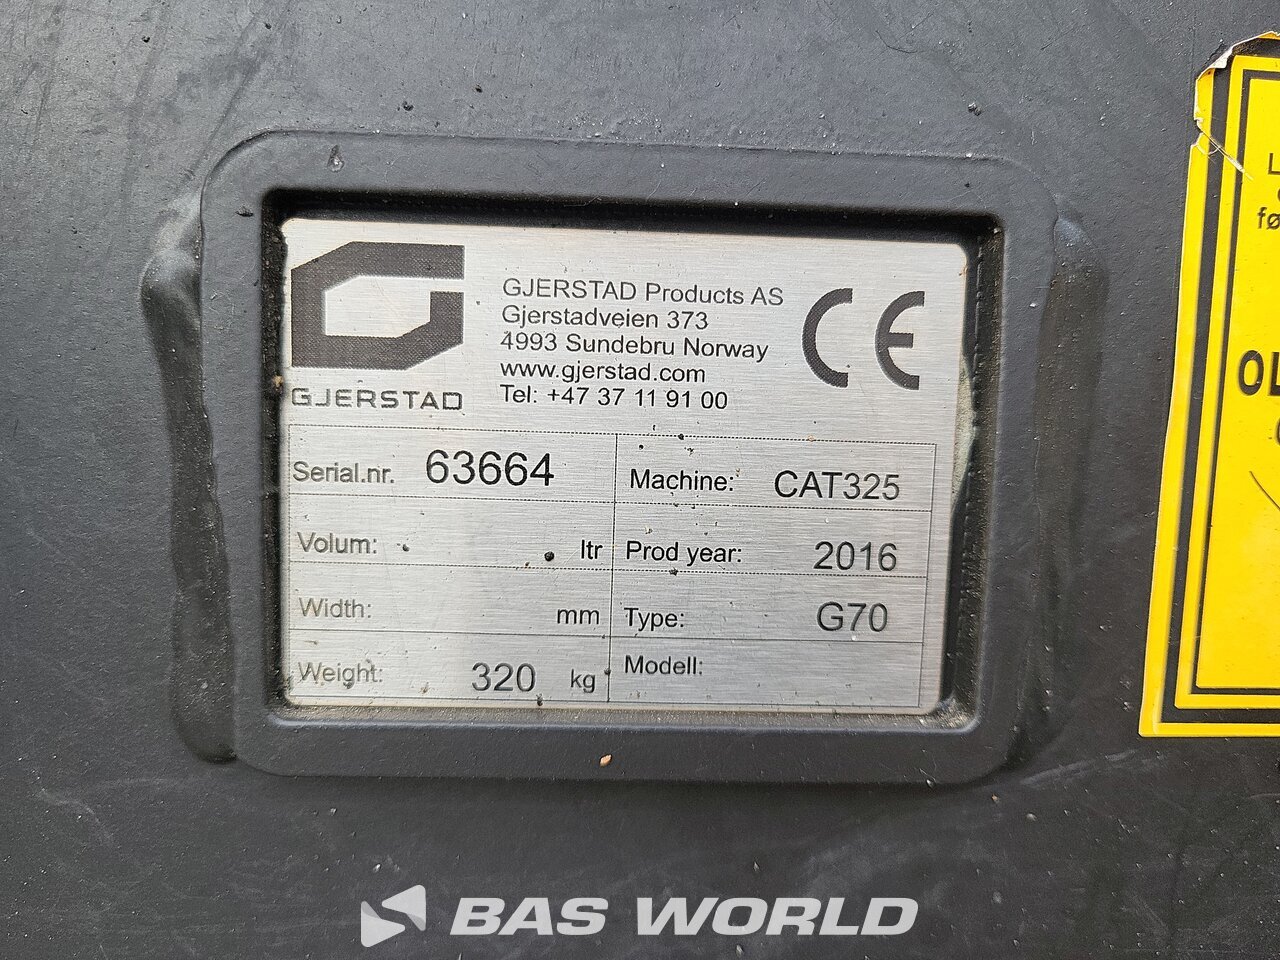 GJERSTAD
GJERSTAD Products AS
Gjerstadveien 373
4993 Sundebru Norway
www.gjerstad.com
Tel: +47 37 11 91 00
CE
Serial.nr. 63664
Machine: CAT325
Volum: ltr
Prod year: 2016
Width: mm
Type: G70
Weight: 320 kg
Modell:
BAS WORLD